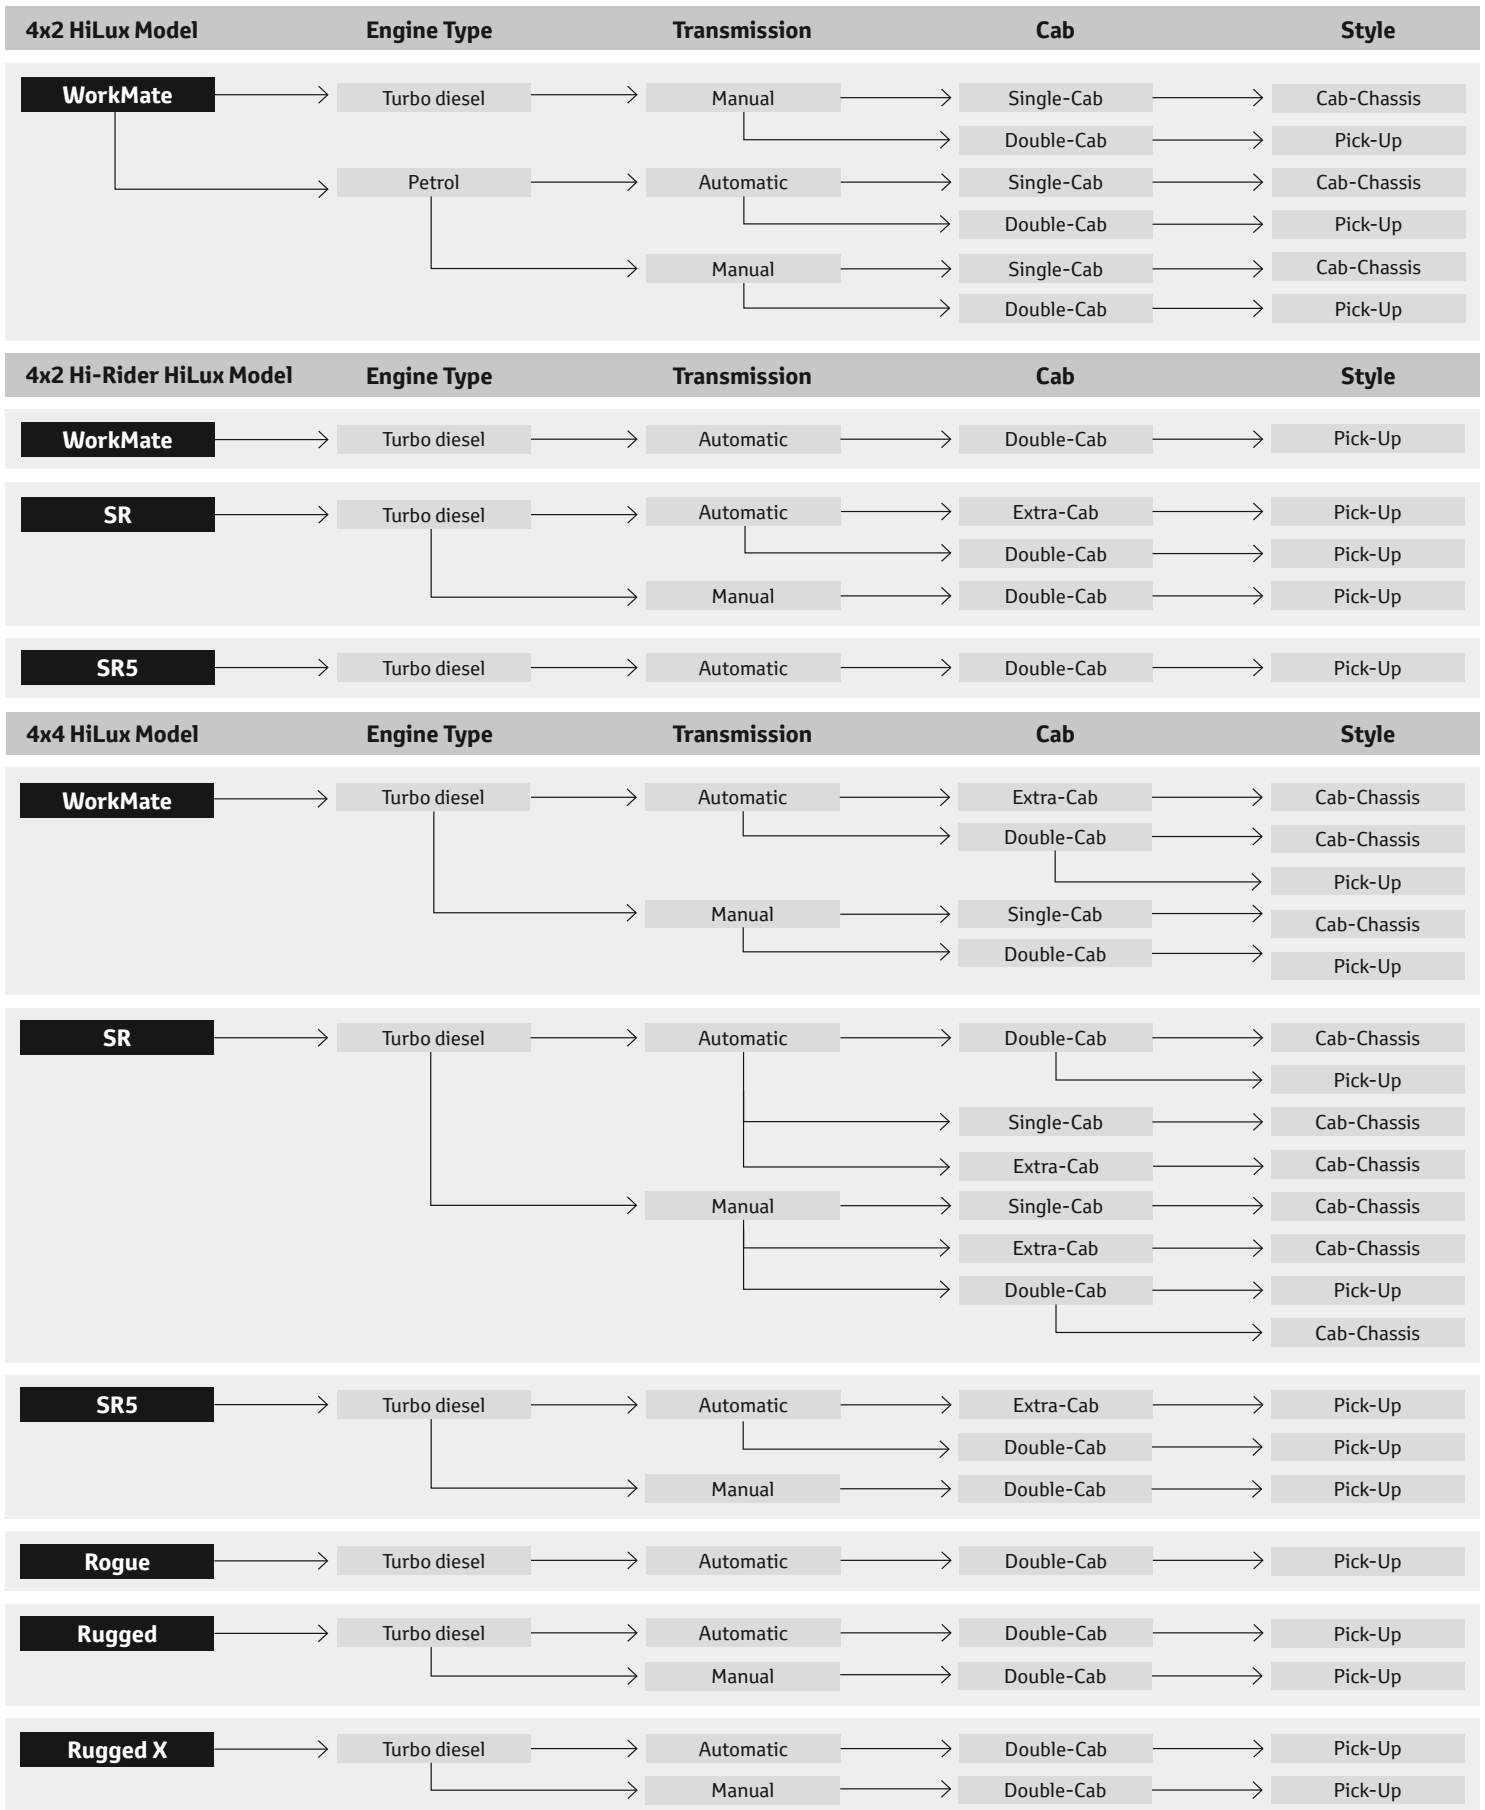 4x2 HiLux Model Engine Type Transmission Cab Style
WorkMate Turbo diesel Manual Single-Cab Cab-Chassis
Double-Cab Pick-Up
Petrol Automatic Single-Cab Cab-Chassis
Double-Cab Pick-Up
Manual Single-Cab Cab-Chassis
Double-Cab Pick-Up
4x2 Hi-Rider HiLux Model Engine Type Transmission Cab Style
WorkMate Turbo diesel Automatic Double-Cab Pick-Up
SR Turbo diesel Automatic Extra-Cab Pick-Up
Double-Cab Pick-Up
Manual Double-Cab Pick-Up
SR5 Turbo diesel Automatic Double-Cab Pick-Up
4x4 HiLux Model Engine Type Transmission Cab Style
WorkMate Turbo diesel Automatic Extra-Cab Cab-Chassis
Double-Cab Cab-Chassis
Pick-Up
Manual Single-Cab Cab-Chassis
Double-Cab Pick-Up
SR Turbo diesel Automatic Double-Cab Cab-Chassis
Pick-Up
Single-Cab Cab-Chassis
Extra-Cab Cab-Chassis
Manual Single-Cab Cab-Chassis
Extra-Cab Cab-Chassis
Double-Cab Pick-Up
Cab-Chassis
SR5 Turbo diesel Automatic Extra-Cab Pick-Up
Double-Cab Pick-Up
Manual Double-Cab Pick-Up
Rogue Turbo diesel Automatic Double-Cab Pick-Up
Rugged Turbo diesel Automatic Double-Cab Pick-Up
Manual Double-Cab Pick-Up
Rugged X Turbo diesel Automatic Double-Cab Pick-Up
Manual Double-Cab Pick-Up